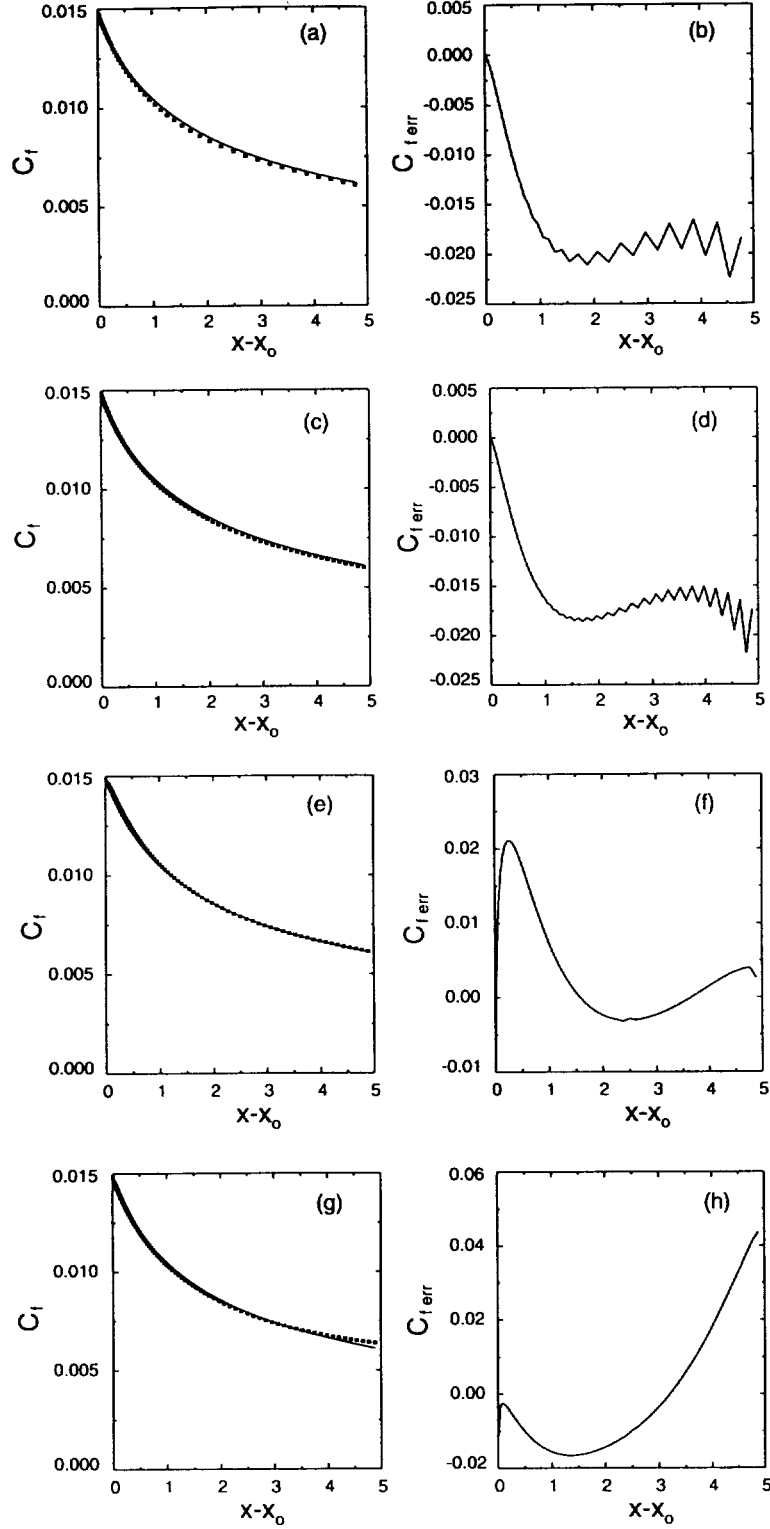 0.015
0.010
0.005
0.000
C_f
(a)
0 1 2 3 4 5
x-x_o
0.005
0.000
-0.005
-0.010
-0.015
-0.020
-0.025
C_f err
(b)
0 1 2 3 4 5
x-x_o
0.015
0.010
0.005
0.000
C_f
(c)
0 1 2 3 4 5
x-x_o
0.005
0.000
-0.005
-0.010
-0.015
-0.020
-0.025
C_f err
(d)
0 1 2 3 4 5
x-x_o
0.015
0.010
0.005
0.000
C_f
(e)
0 1 2 3 4 5
x-x_o
0.03
0.02
0.01
0.00
-0.01
C_f err
(f)
0 1 2 3 4 5
x-x_o
0.015
0.010
0.005
0.000
C_f
(g)
0 1 2 3 4 5
x-x_o
0.06
0.04
0.02
0.00
-0.02
C_f err
(h)
0 1 2 3 4 5
x-x_o